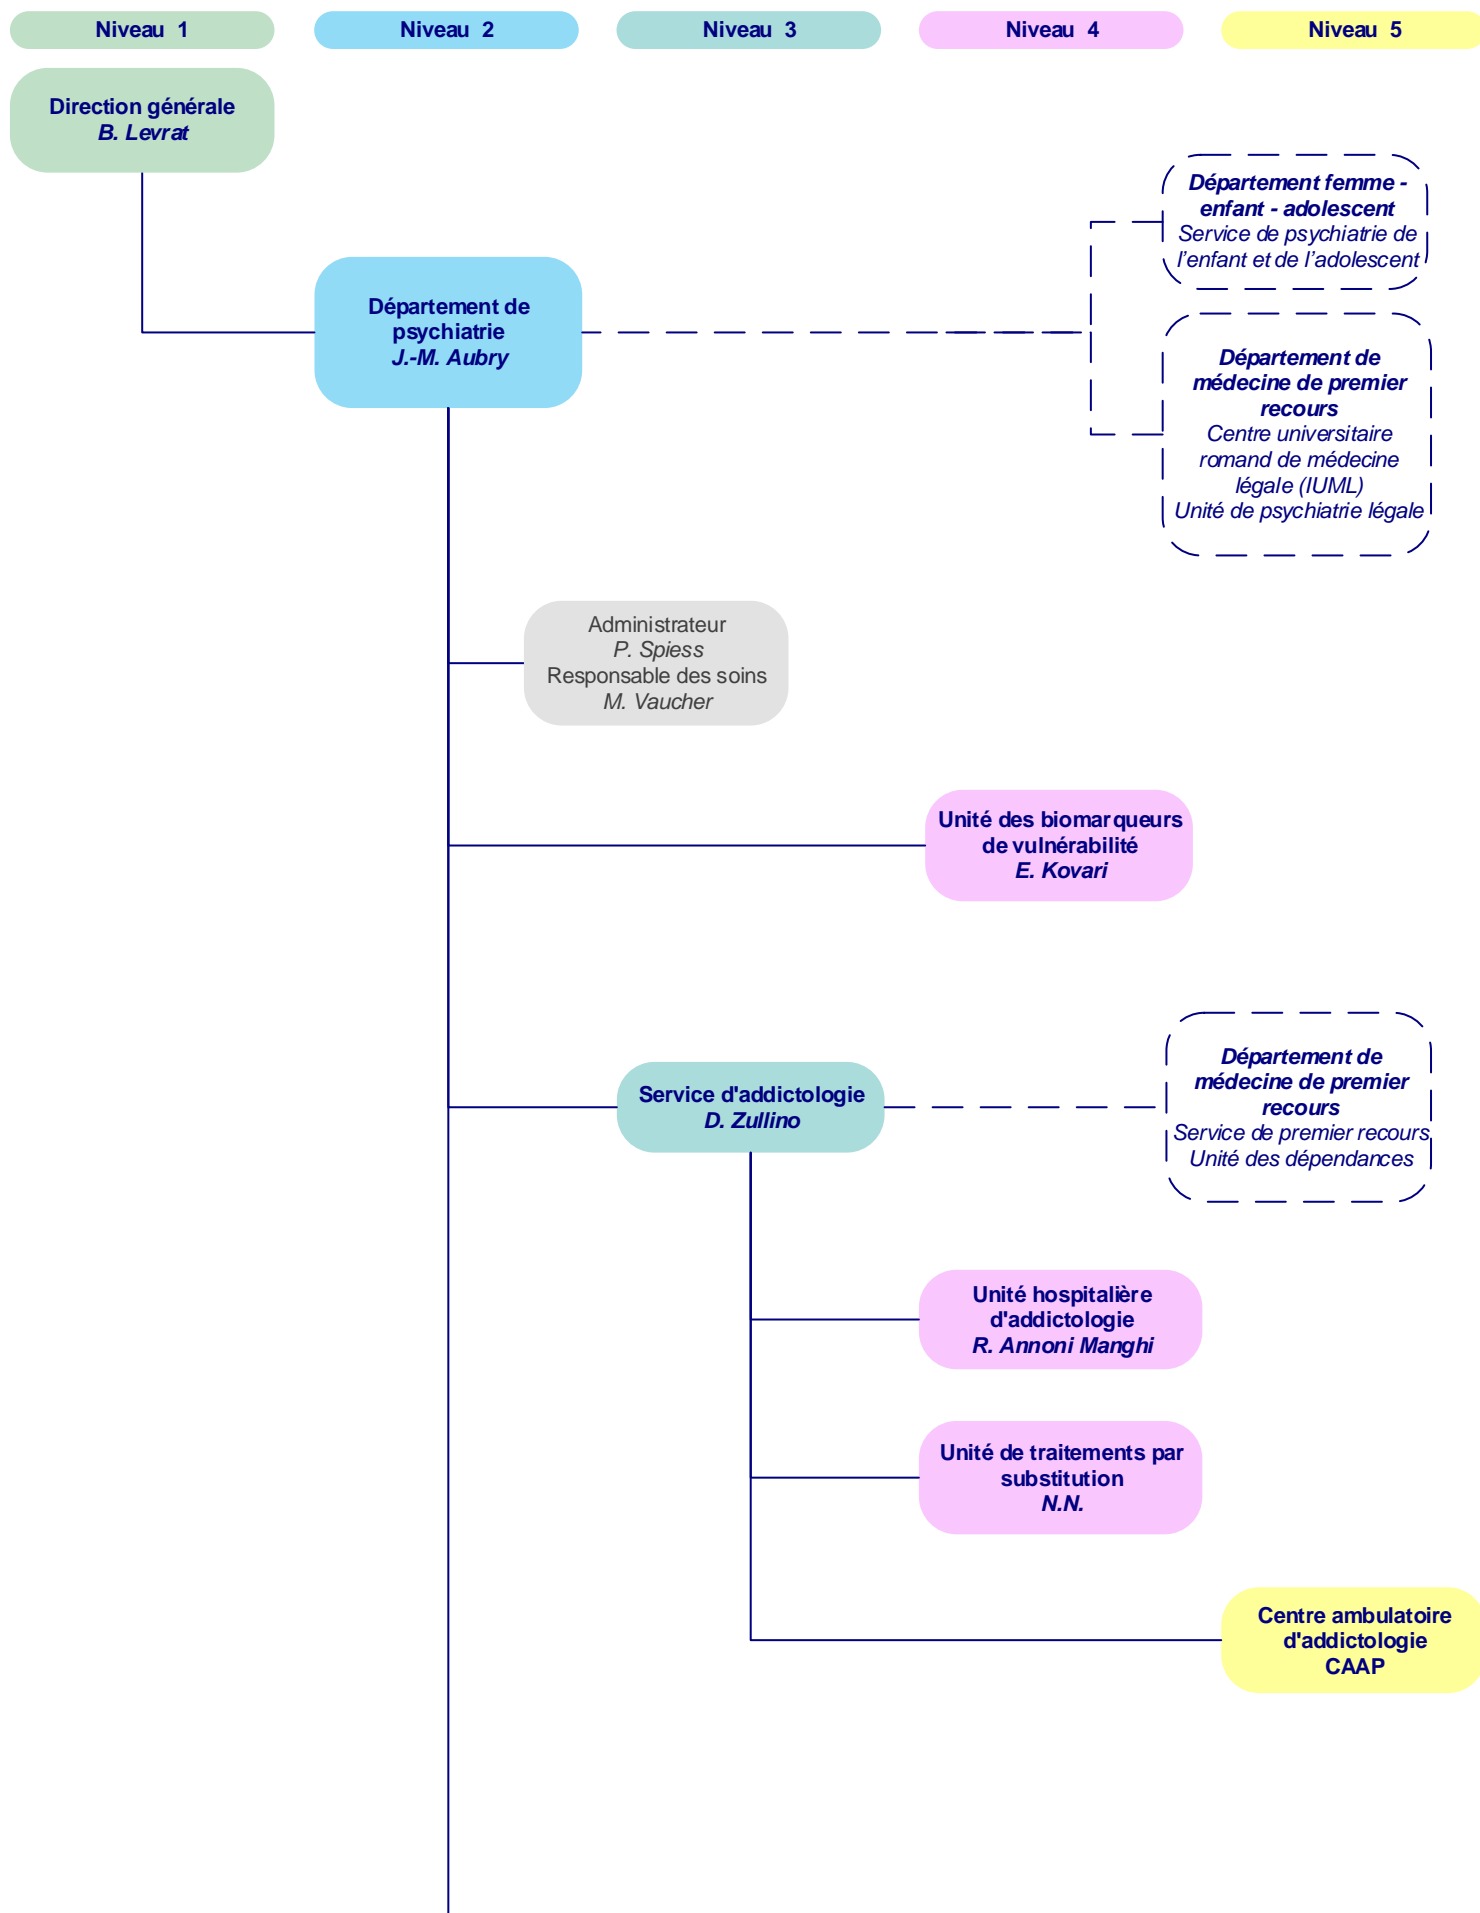 Niveau 1
Niveau 2
Niveau 3
Niveau 4
Niveau 5
Direction générale
B. Levrat
Département femme -
enfant - adolescent
Service de psychiatrie de
l'enfant et de l'adolescent
Département de
psychiatrie
J.-M. Aubry
Département de
médecine de premier
recours
Centre universitaire
romand de médecine
légale (IUML)
Unité de psychiatrie légale
Administrateur
P. Spiess
Responsable des soins
M. Vaucher
Unité des biomarqueurs
de vulnérabilité
E. Kovari
Service d'addictologie
D. Zullino
Département de
médecine de premier
recours
Service de premier recours
Unité des dépendances
Unité hospitalière
d'addictologie
R. Annoni Manghi
Unité de traitements par
substitution
N.N.
Centre ambulatoire
d'addictologie
CAAP